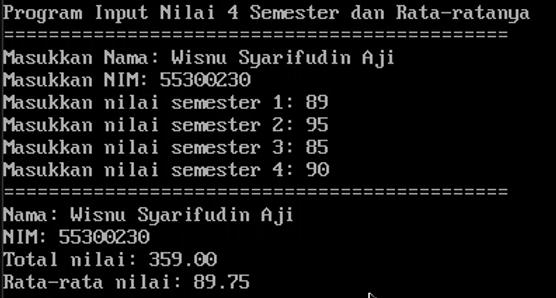 Program Input Nilai 4 Semester dan Rata-ratanya
=============================================
Masukkan Nama: Wisnu Syarifudin Aji
Masukkan NIM: 55300230
Masukkan nilai semester 1: 89
Masukkan nilai semester 2: 95
Masukkan nilai semester 3: 85
Masukkan nilai semester 4: 90
=============================================
Nama: Wisnu Syarifudin Aji
NIM: 55300230
Total nilai: 359.00
Rata-rata nilai: 89.75